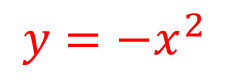 y = −x²